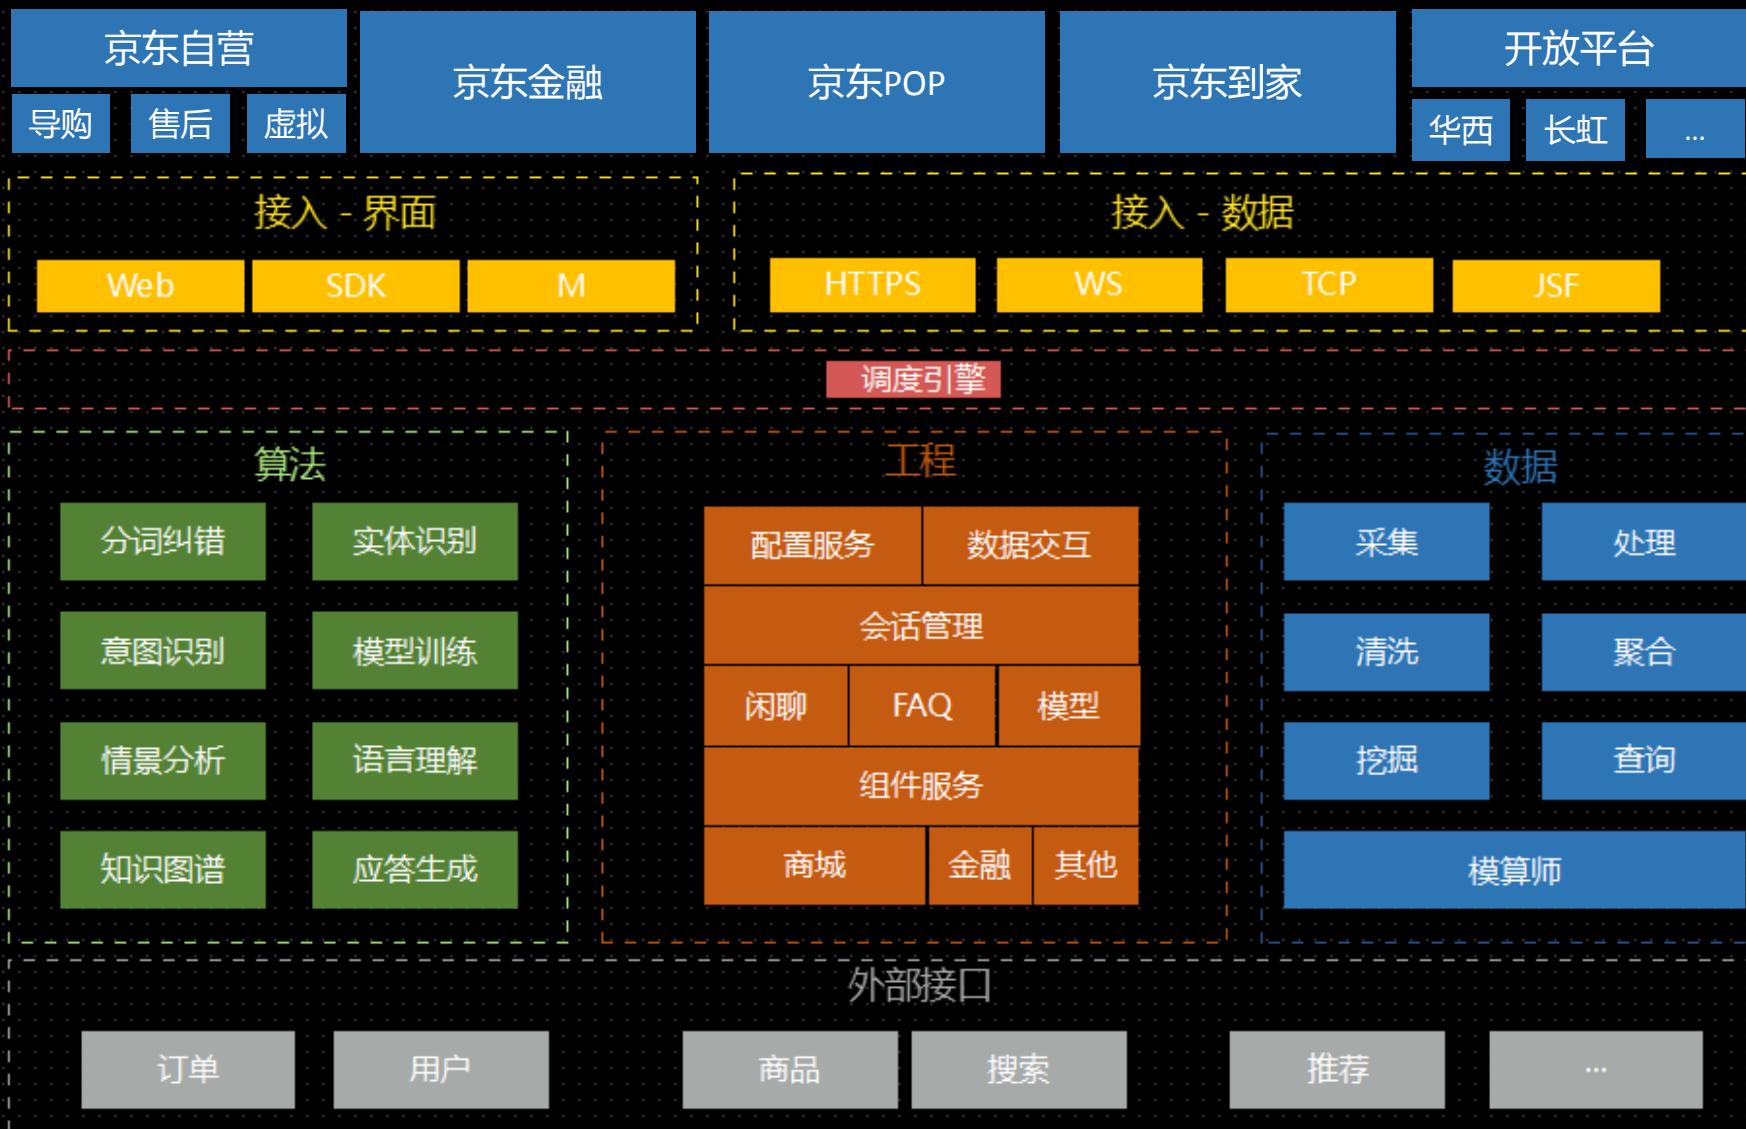 京东自营
京东金融
京东POP
京东到家
开放平台
导购
售后
虚拟
华西
长虹
...
接入 - 界面
接入 - 数据
Web
SDK
M
HTTPS
WS
TCP
JSF
调度引擎
算法
工程
数据
分词纠错
实体识别
意图识别
模型训练
情景分析
语言理解
知识图谱
应答生成
配置服务
数据交互
会话管理
闲聊
FAQ
模型
组件服务
商城
金融
其他
采集
处理
清洗
聚合
挖掘
查询
模算师
外部接口
订单
用户
商品
搜索
推荐
...